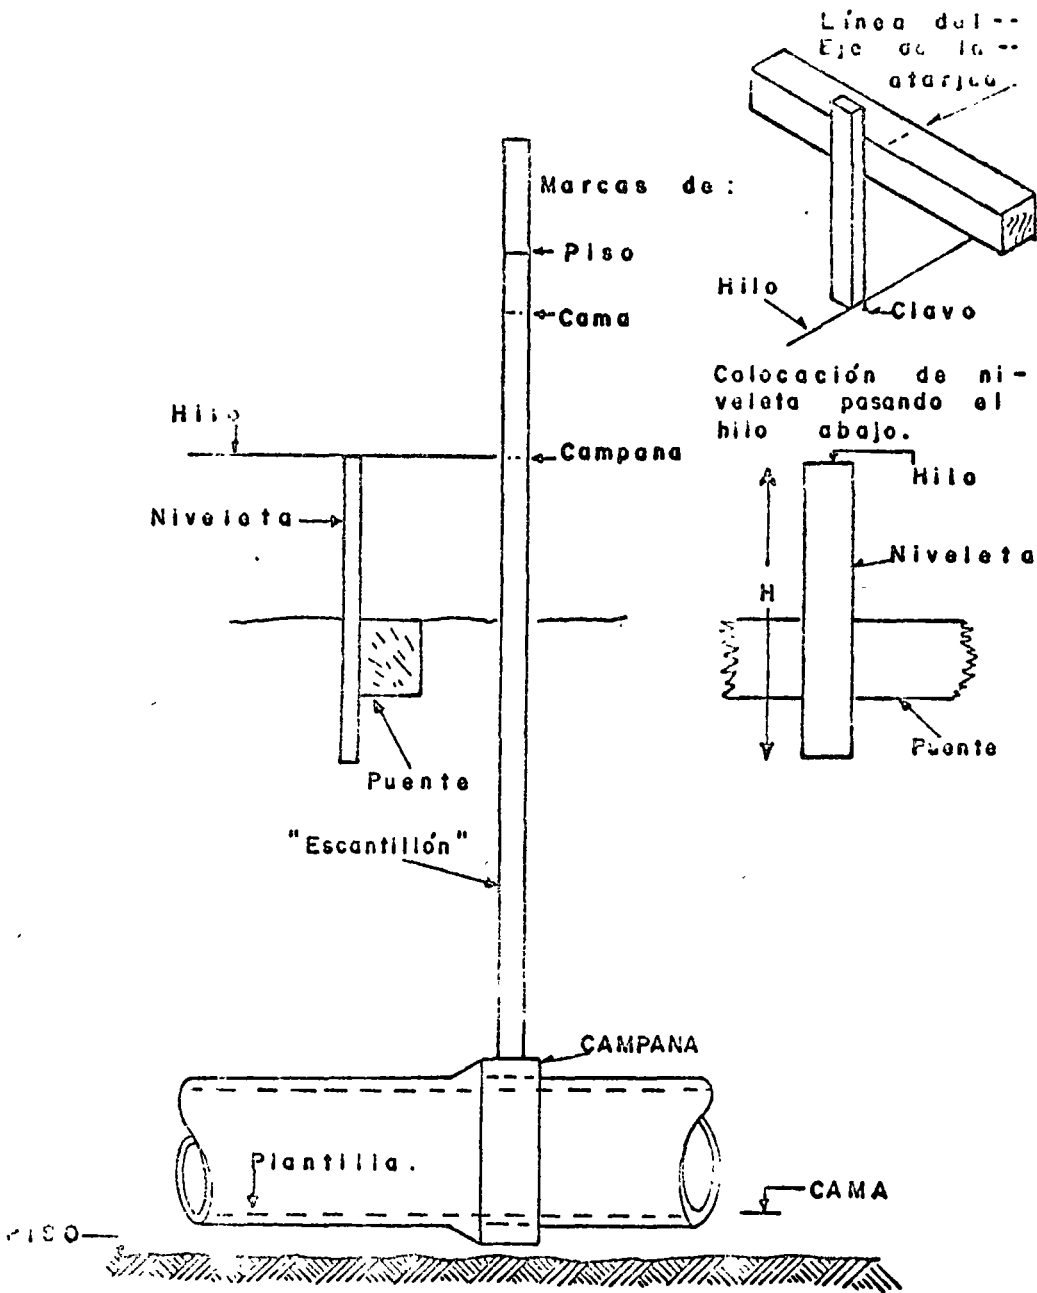 Línea del--
Eje de la--
atarjea
Marcas de:
Piso
Cama
Campana
Hilo
Clavo
Colocación de ni-
veleta pasando el
hilo abajo.
Hilo
Niveleta
Puente
"Escantillón"
Hilo
Niveleta
H
Puente
CAMPANA
Plantilla.
CAMA
PISO